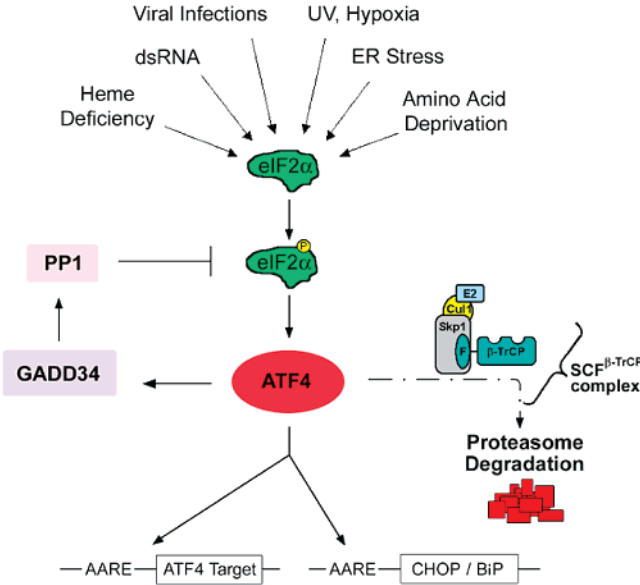 Viral Infections
UV, Hypoxia
dsRNA
ER Stress
Heme
Deficiency
Amino Acid
Deprivation
eIF2α
P
eIF2α
PP1
GADD34
ATF4
E2
Cul1
Skp1
F
β-TrCP
SCFβ-TrCP
complex
Proteasome
Degradation
AARE
ATF4 Target
AARE
CHOP / BiP